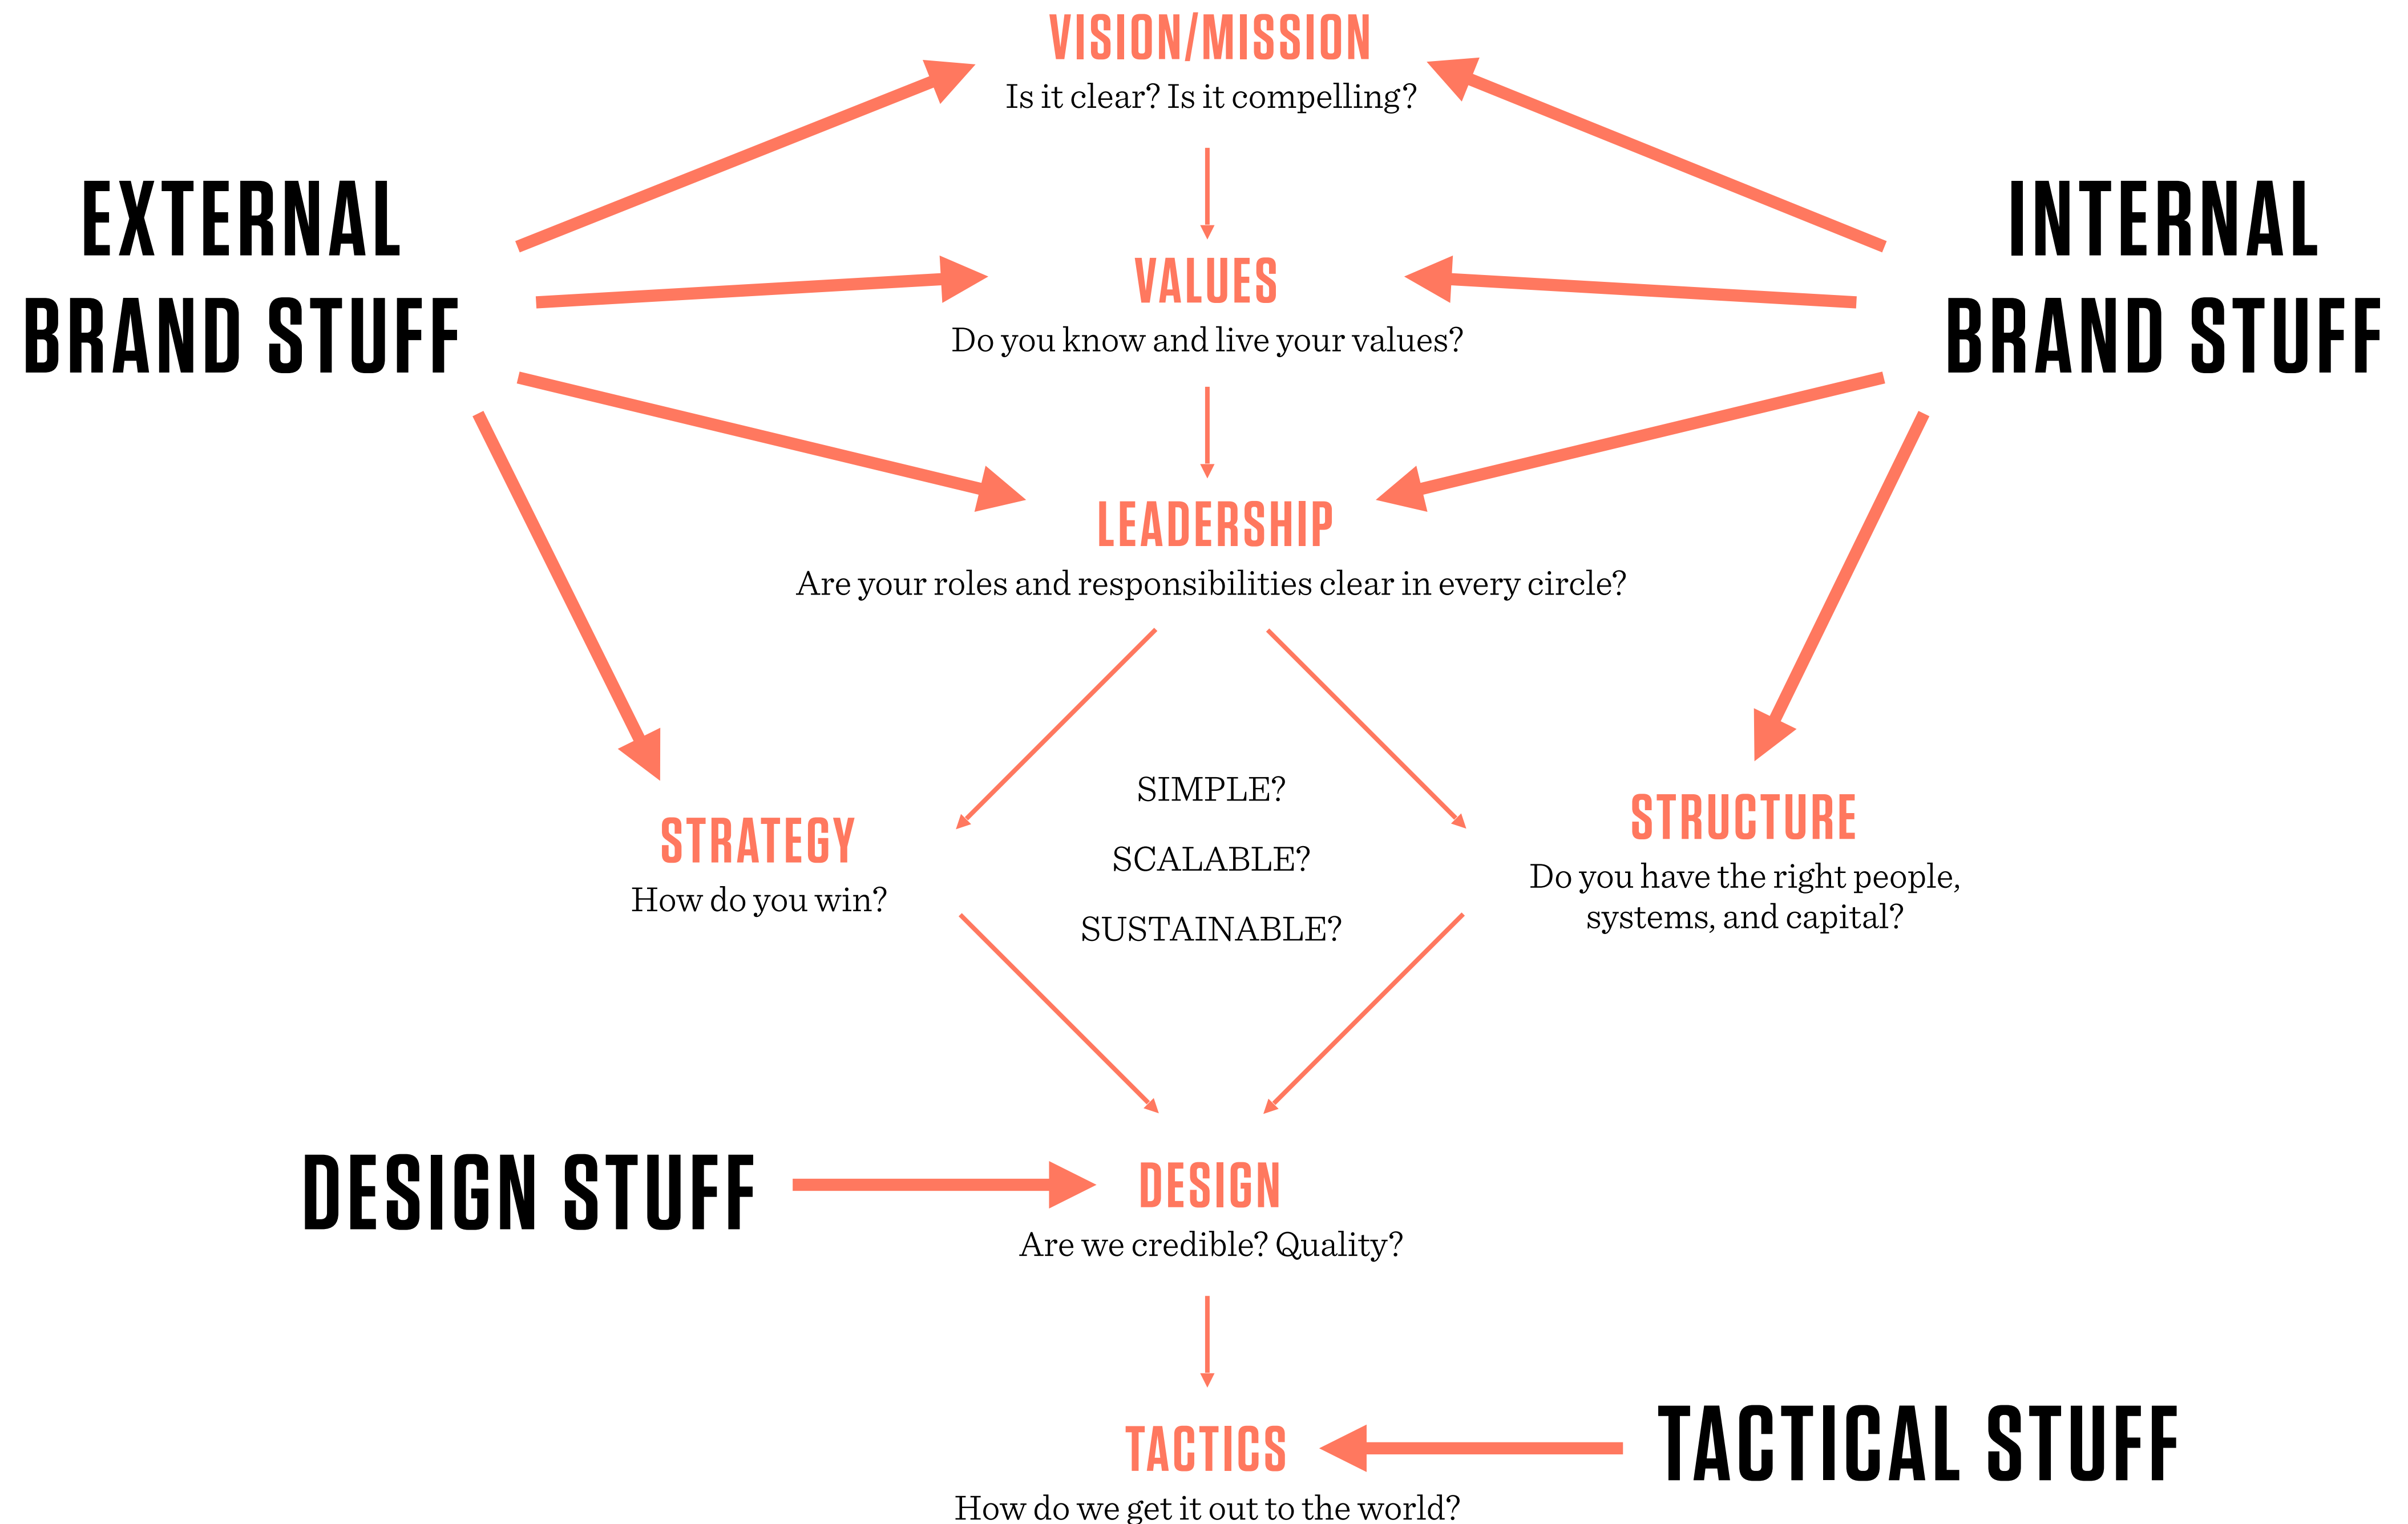 VISION/MISSION
Is it clear? Is it compelling?
EXTERNAL
BRAND STUFF
INTERNAL
BRAND STUFF
VALUES
Do you know and live your values?
LEADERSHIP
Are your roles and responsibilities clear in every circle?
SIMPLE?
SCALABLE?
SUSTAINABLE?
STRATEGY
How do you win?
STRUCTURE
Do you have the right people,
systems, and capital?
DESIGN STUFF
DESIGN
Are we credible? Quality?
TACTICS
How do we get it out to the world?
TACTICAL STUFF